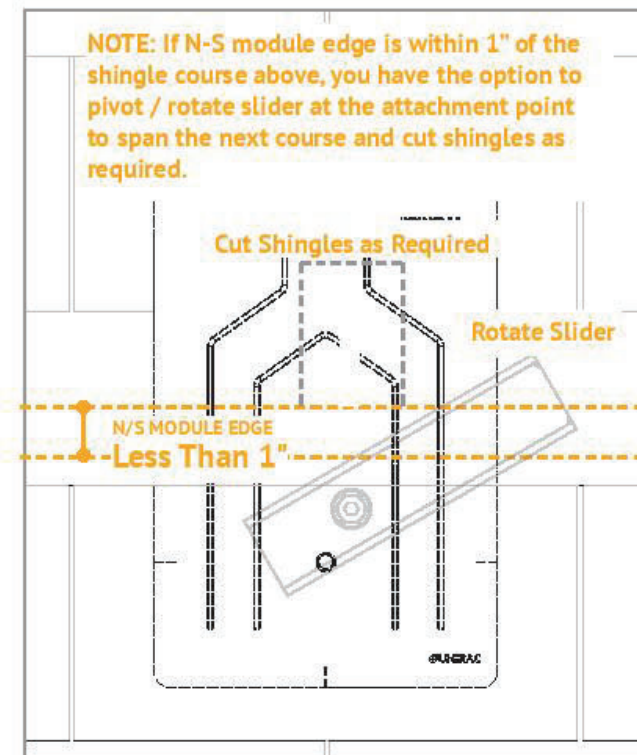 NOTE: If N-S module edge is within 1" of the
shingle course above, you have the option to
pivot / rotate slider at the attachment point
to span the next course and cut shingles as
required.
Cut Shingles as Required
Rotate Slider
N/S MODULE EDGE
Less Than 1"
UNIRAC